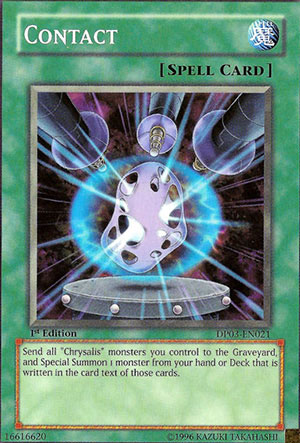 CONTACT
魔
[SPELL CARD]
1st Edition
DP03-EN021
Send all "Chrysalis" monsters you control to the Graveyard,
and Special Summon 1 monster from your hand or Deck that is
written in the card text of those cards.
16616620
©1996 KAZUKI TAKAHASHI